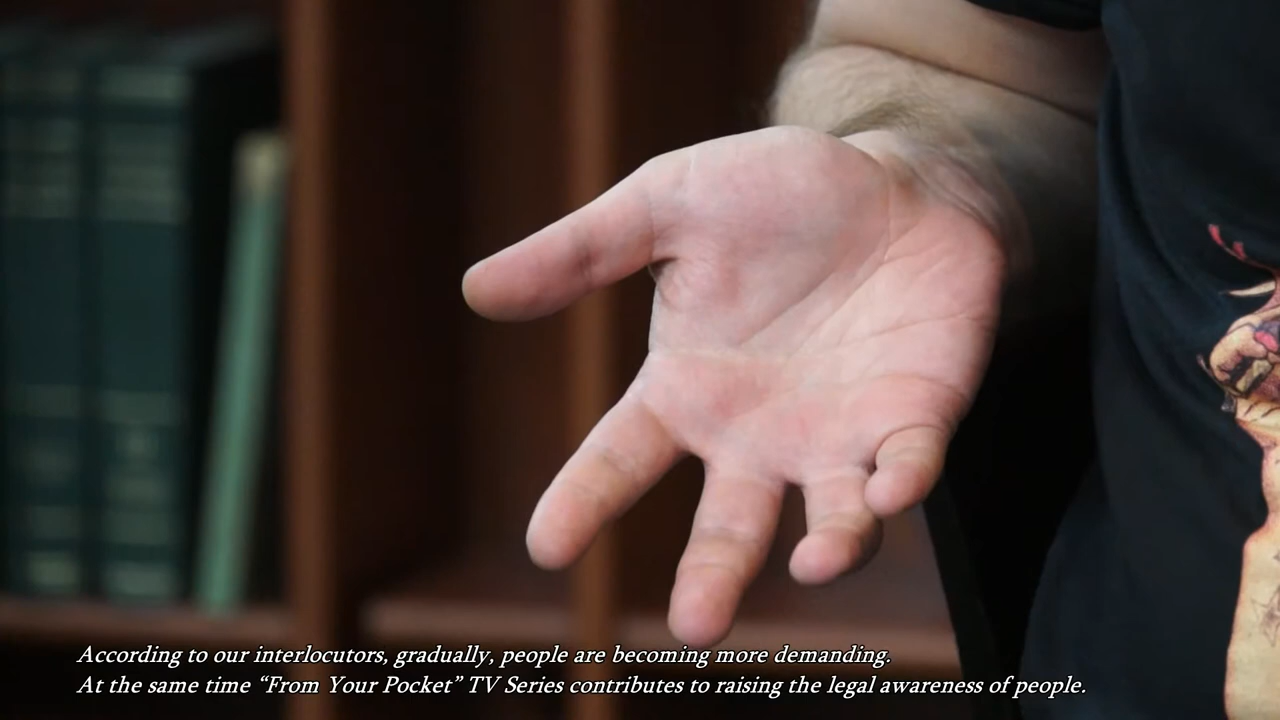 According to our interlocutors, gradually, people are becoming more demanding.
At the same time “From Your Pocket” TV Series contributes to raising the legal awareness of people.